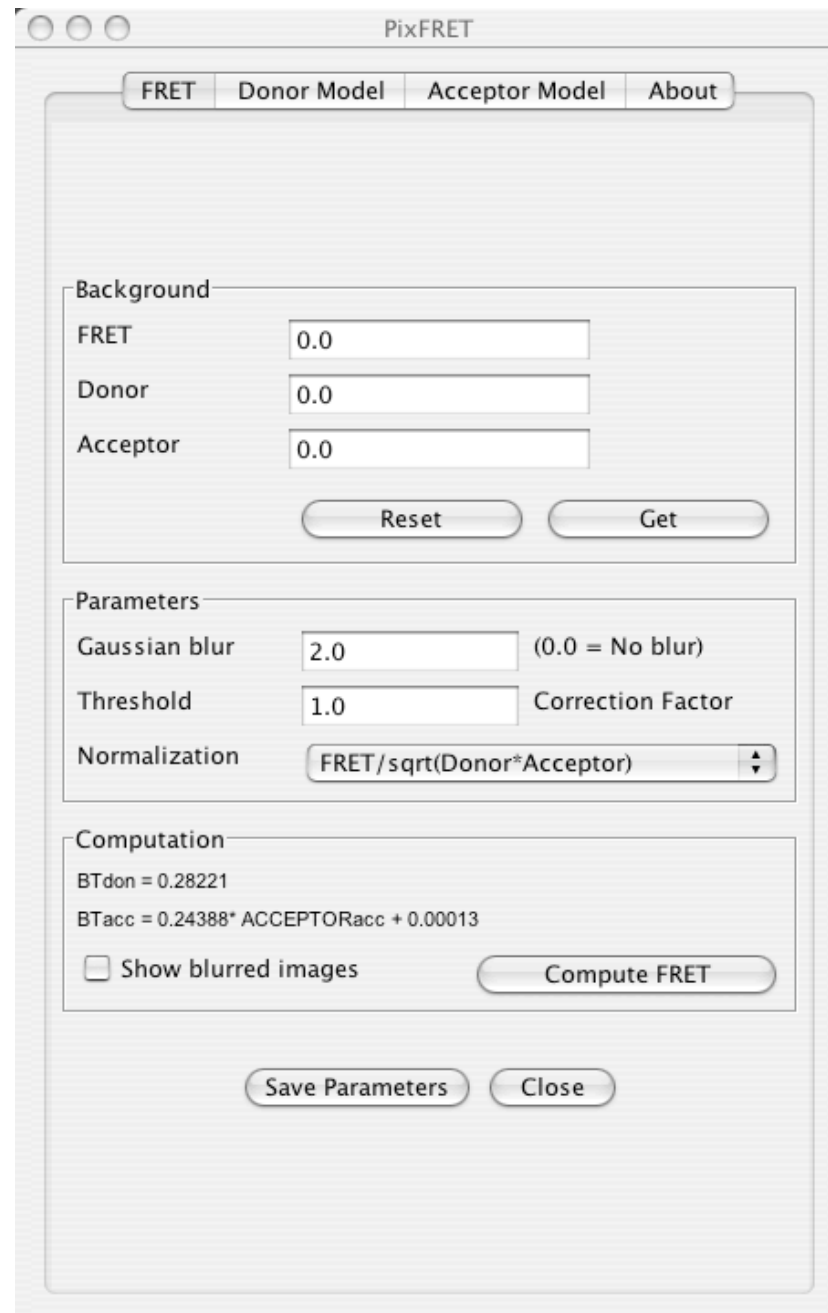 PixFRET
FRET Donor Model Acceptor Model About
Background
FRET 0.0
Donor 0.0
Acceptor 0.0
Reset Get
Parameters
Gaussian blur 2.0 (0.0 = No blur)
Threshold 1.0 Correction Factor
Normalization FRET/sqrt(Donor*Acceptor)
Computation
BTdon = 0.28221
BTacc = 0.24388* ACCEPTORacc + 0.00013
Show blurred images Compute FRET
Save Parameters Close